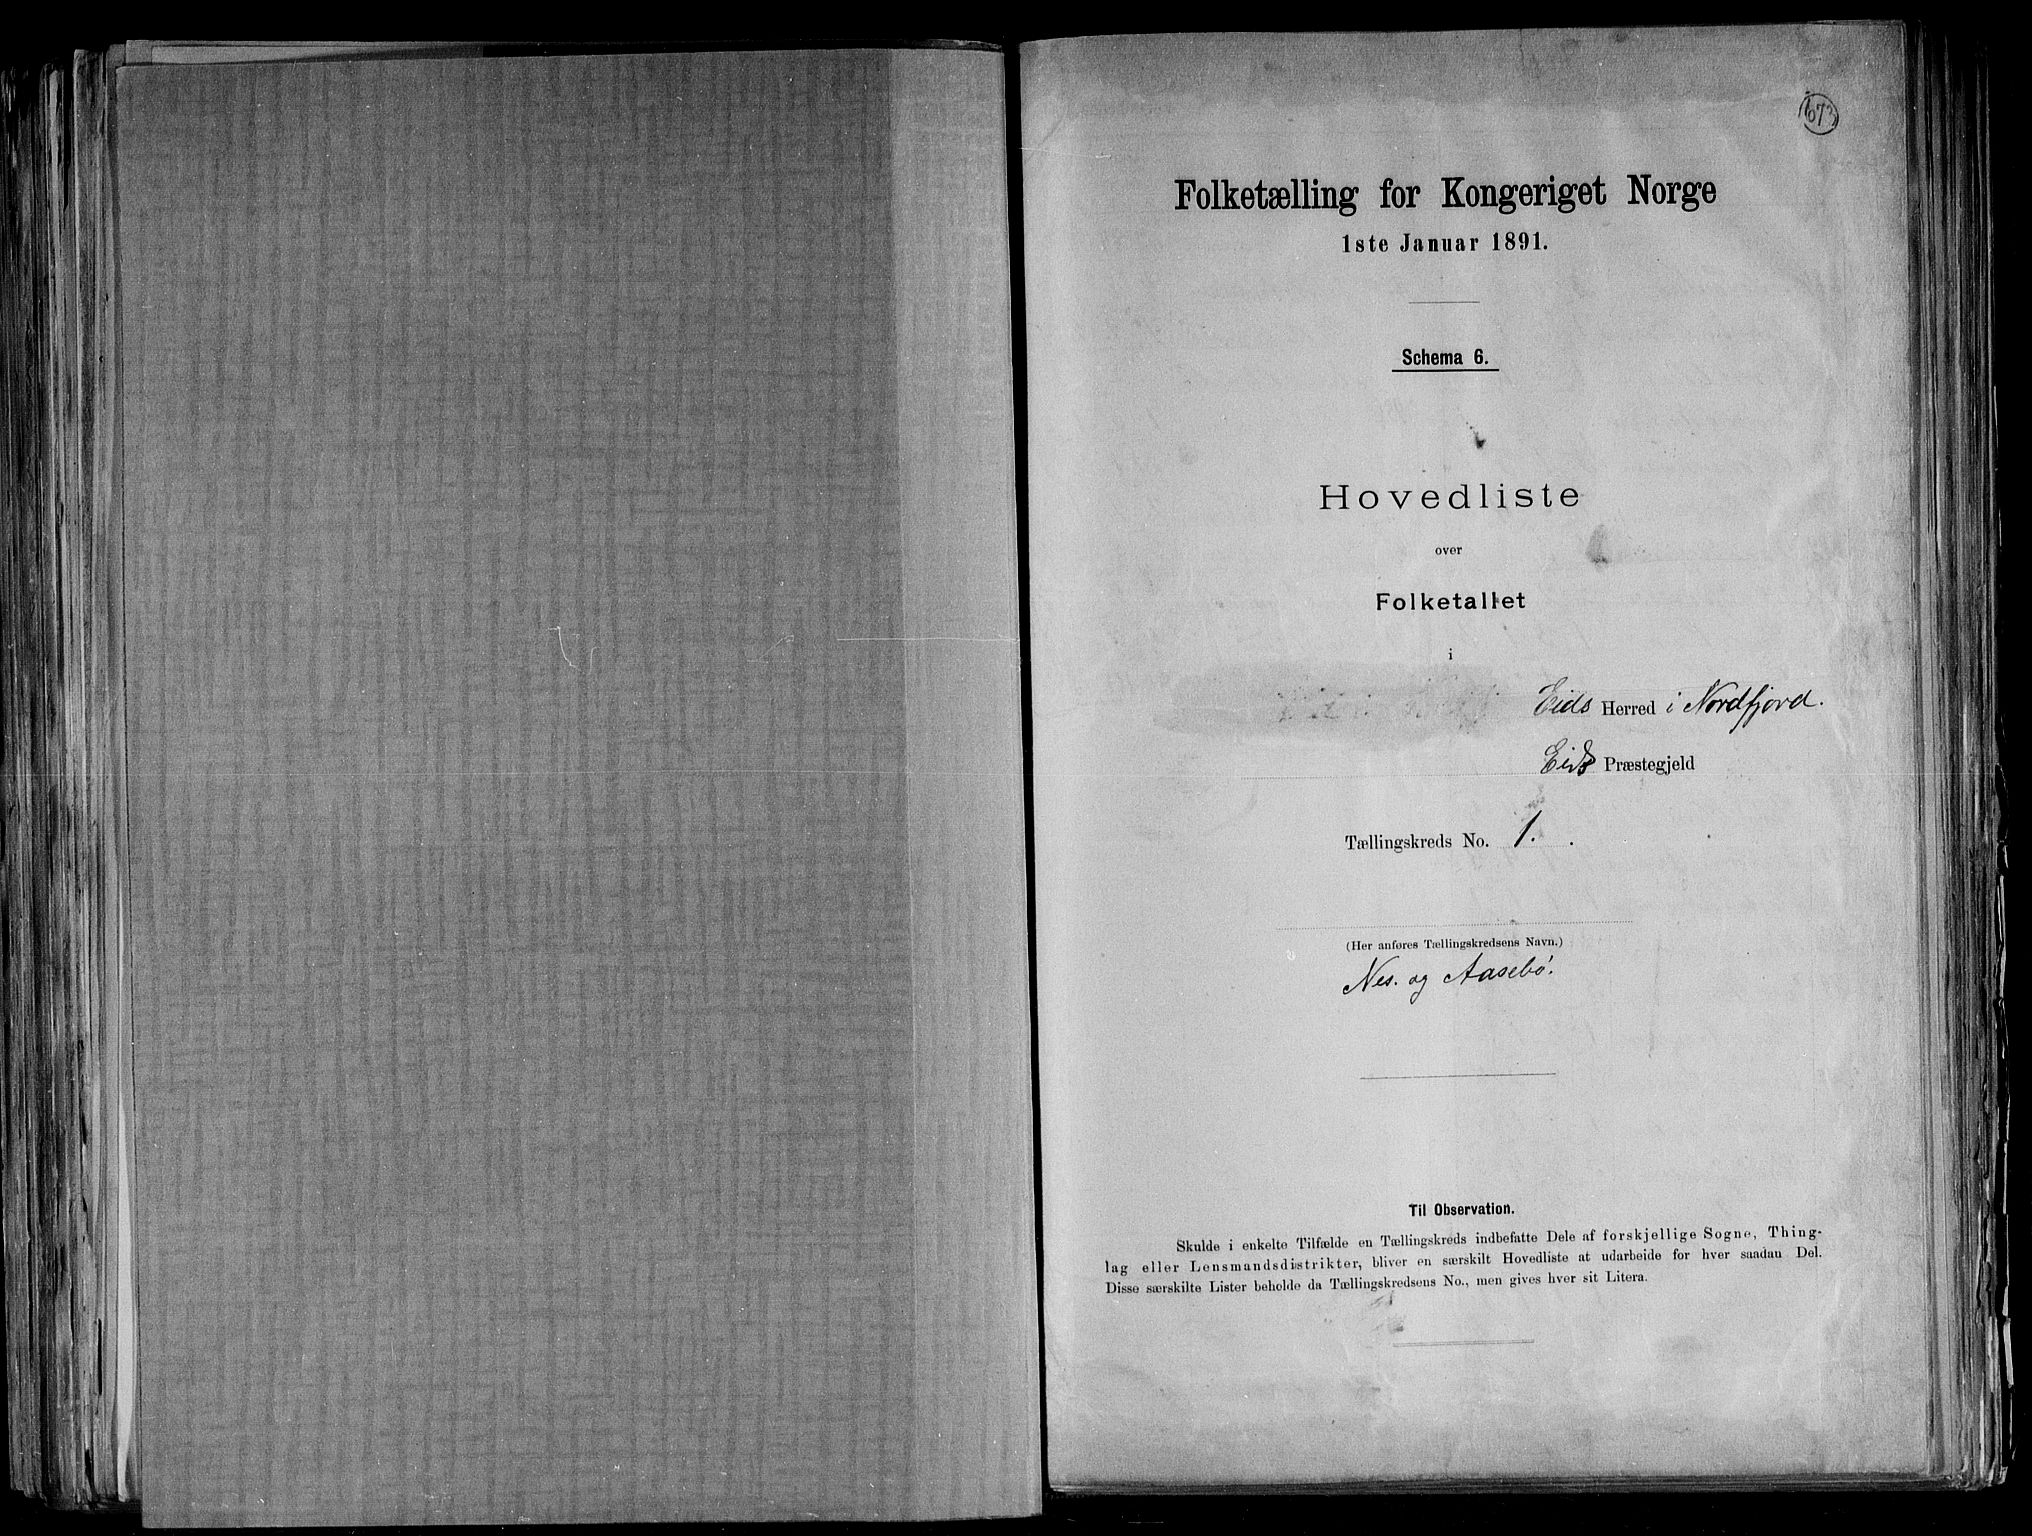 673
Folketælling for Kongeriget Norge
1ste Januar 1891.
Schema 6.
Hovedliste
over
Folketallet
i
Eids Herred i Nordfjord.
Eids Præstegjeld
Tællingskreds No. 1.
(Her anføres Tællingskredsens Navn.)
Nes. og Aasebø.
Til Observation.
Skulde i enkelte Tilfælde en Tællingskreds indbefatte Dele af forskjellige Sogne, Thing-
lag eller Lensmandsdistrikter, bliver en særskilt Hovedliste at udarbeide for hver saadan Del.
Disse særskilte Lister beholde da Tællingskredsens No., men gives hver sit Litera.